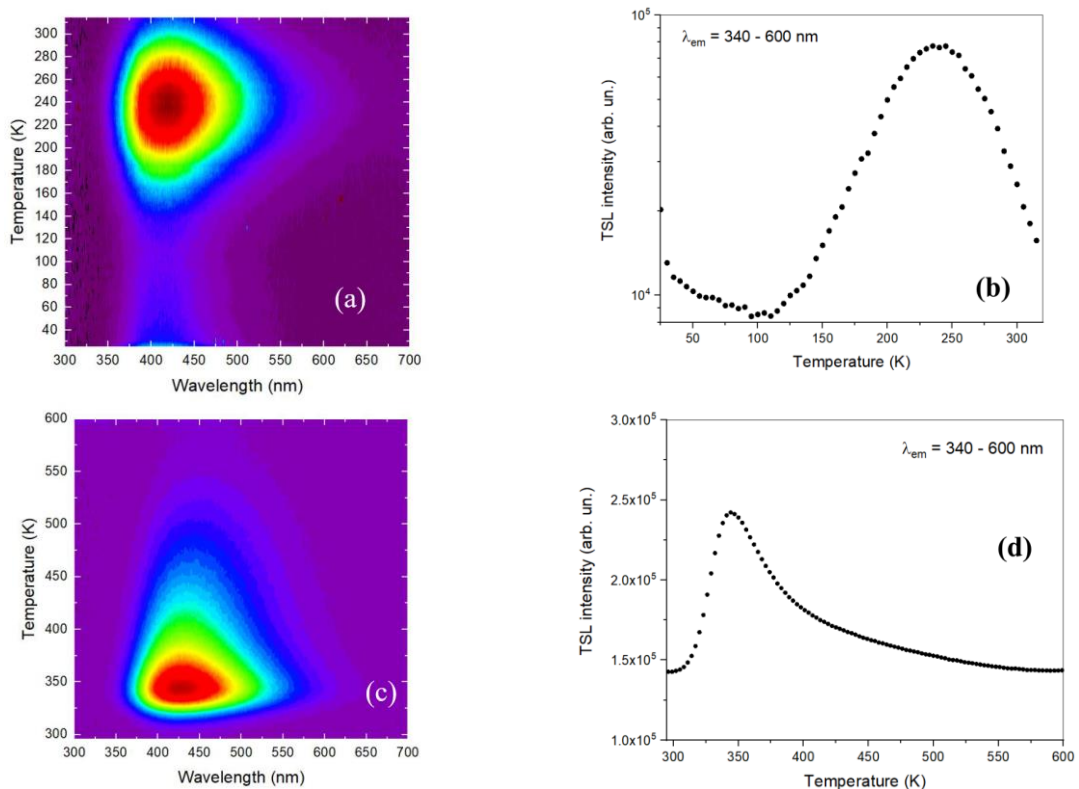 (a)
Temperature (K)
300
280
260
240
220
200
180
160
140
120
100
80
60
40
300 350 400 450 500 550 600 650 700
Wavelength (nm)
λem = 340 - 600 nm
(b)
TSL intensity (arb. un.)
10⁵
10⁴
50 100 150 200 250 300
Temperature (K)
(c)
Temperature (K)
600
550
500
450
400
350
300
300 350 400 450 500 550 600 650 700
Wavelength (nm)
λem = 340 - 600 nm
(d)
TSL intensity (arb. un.)
3.0x10⁵
2.5x10⁵
2.0x10⁵
1.5x10⁵
1.0x10⁵
300 350 400 450 500 550 600
Temperature (K)